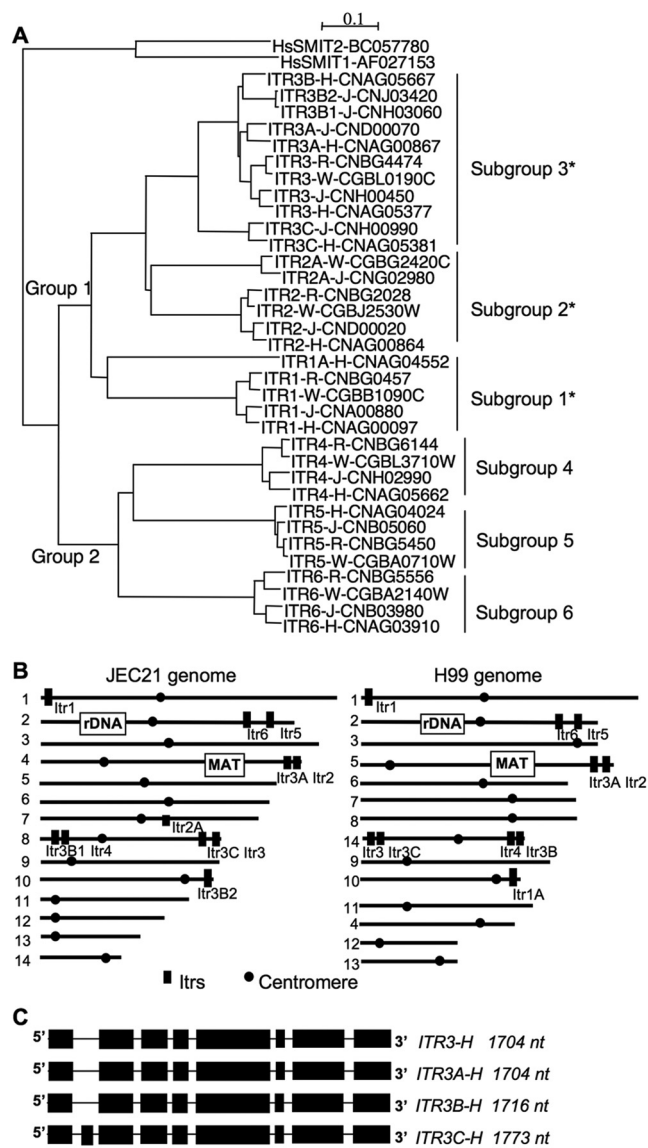 0.1
A
HsSMIT2-BC057780
HsSMIT1-AF027153
ITR3B-H-CNAG05667
ITR3B2-J-CNJ03420
ITR3B1-J-CNH03060
ITR3A-J-CND00070
ITR3A-H-CNAG00867
ITR3-R-CNBG4474
ITR3-W-CGBL0190C
ITR3-J-CNH00450
ITR3-H-CNAG05377
ITR3C-J-CNH00990
ITR3C-H-CNAG05381
Subgroup 3*
ITR2A-W-CGBG2420C
ITR2A-J-CNG02980
ITR2-R-CNBG2028
ITR2-W-CGBJ2530W
ITR2-J-CND00020
ITR2-H-CNAG00864
Subgroup 2*
Group 1
ITR1A-H-CNAG04552
ITR1-R-CNBG0457
ITR1-W-CGBB1090C
ITR1-J-CNA00880
ITR1-H-CNAG00097
Subgroup 1*
ITR4-R-CNBG6144
ITR4-W-CGBL3710W
ITR4-J-CNH02990
ITR4-H-CNAG05662
Subgroup 4
ITR5-H-CNAG04024
ITR5-J-CNB05060
ITR5-R-CNBG5450
ITR5-W-CGBA0710W
Subgroup 5
Group 2
ITR6-R-CNBG5556
ITR6-W-CGBA2140W
ITR6-J-CNB03980
ITR6-H-CNAG03910
Subgroup 6
B
JEC21 genome
1
Itr1
2 rDNA
Itr6 Itr5
3
4 MAT
Itr3A Itr2
5
6
7
Itr2A
8
Itr3B1 Itr4 Itr3C Itr3
9
10
Itr3B2
11
12
13
14
H99 genome
1
Itr1
2 rDNA
Itr6 Itr5
3
5 MAT
Itr3A Itr2
6
7
8
14
Itr3 Itr3C Itr4 Itr3B
9
10
Itr1A
11
4
12
13
Itrs Centromere
C
5' 3' ITR3-H 1704 nt
5' 3' ITR3A-H 1704 nt
5' 3' ITR3B-H 1716 nt
5' 3' ITR3C-H 1773 nt